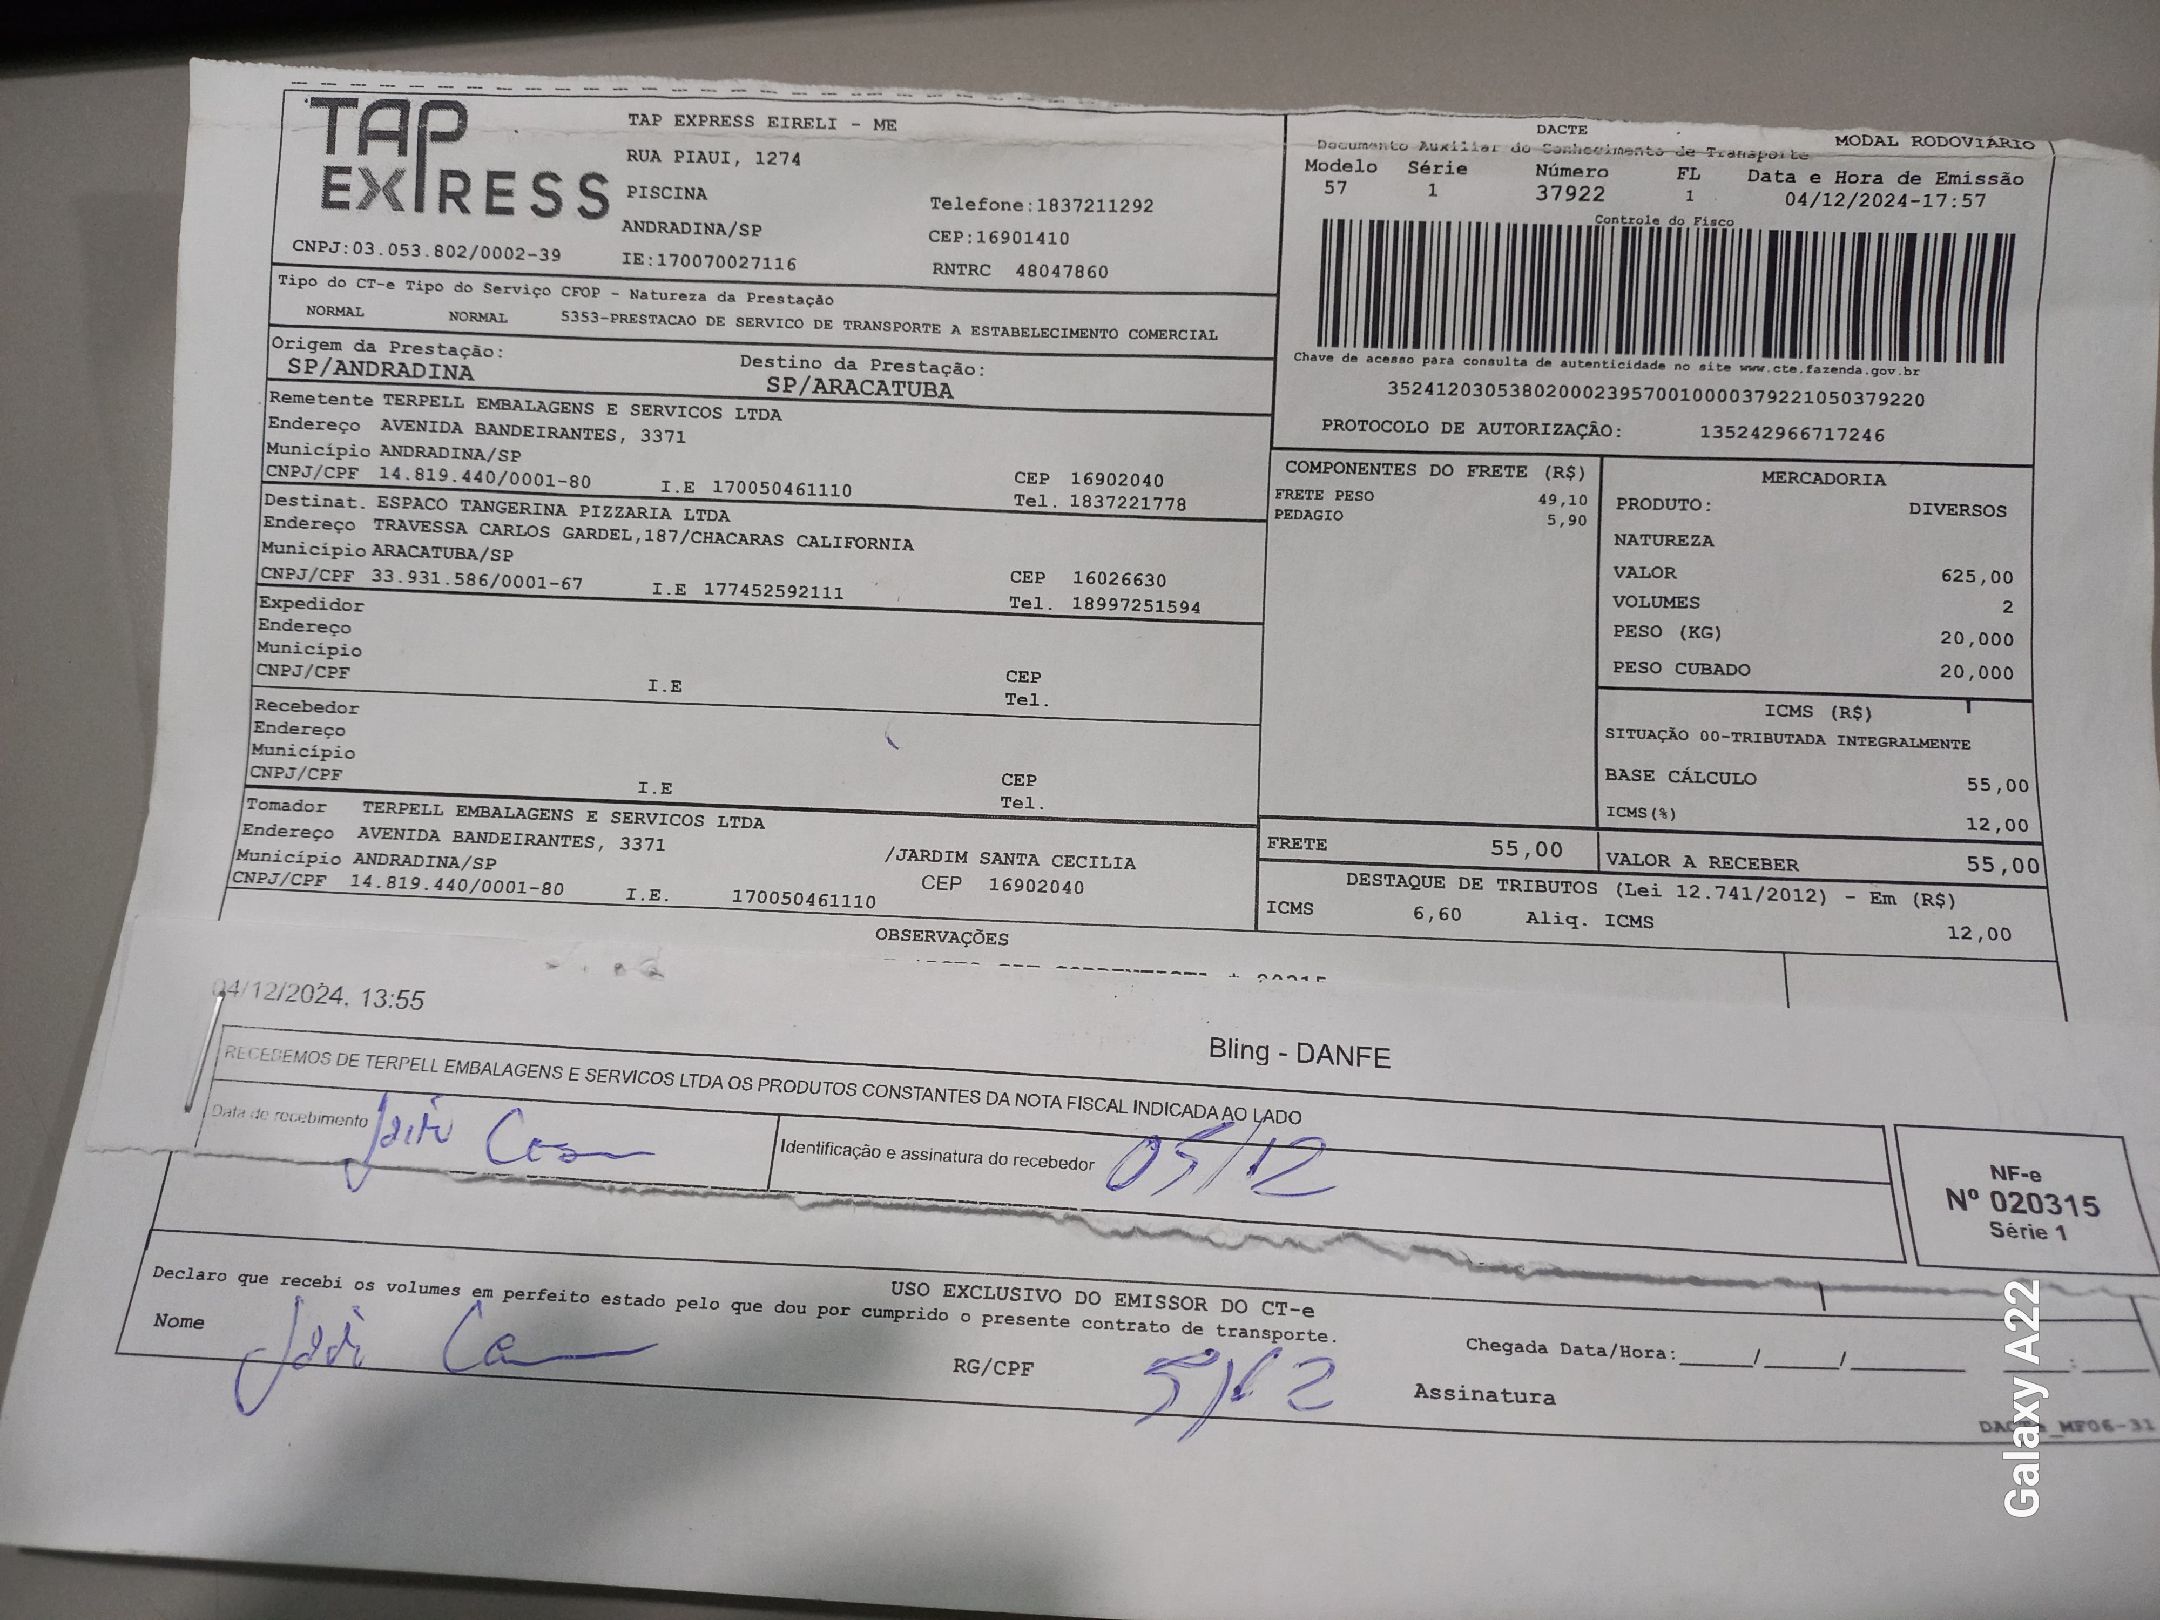 TAP
EXPRESS
TAP EXPRESS EIRELI - ME
RUA PIAUI, 1274
PISCINA
Telefone:1837211292
ANDRADINA/SP
CEP:16901410
CNPJ:03.053.802/0002-39
IE:170070027116
RNTRC 48047860
DACTE
MODAL RODOVIÁRIO
Documento Auxiliar do Conhecimento de Transporte
Modelo Série Número FL Data e Hora de Emissão
57 1 37922 1 04/12/2024-17:57
Controle do Fisco
Chave de acesso para consulta de autenticidade no site www.cte.fazenda.gov.br
35241203053802000239570010000379221050379220
PROTOCOLO DE AUTORIZAÇÃO: 135242966717246
Tipo do CT-e Tipo do Serviço CFOP - Natureza da Prestação
NORMAL NORMAL 5353-PRESTACAO DE SERVICO DE TRANSPORTE A ESTABELECIMENTO COMERCIAL
Origem da Prestação: Destino da Prestação:
SP/ANDRADINA SP/ARACATUBA
Remetente TERPELL EMBALAGENS E SERVICOS LTDA
Endereço AVENIDA BANDEIRANTES, 3371
Município ANDRADINA/SP CEP 16902040
CNPJ/CPF 14.819.440/0001-80 I.E 170050461110 Tel. 1837221778
Destinat. ESPACO TANGERINA PIZZARIA LTDA
Endereço TRAVESSA CARLOS GARDEL,187/CHACARAS CALIFORNIA
Município ARACATUBA/SP CEP 16026630
CNPJ/CPF 33.931.586/0001-67 I.E 177452592111 Tel. 18997251594
Expedidor
Endereço
Município CEP
CNPJ/CPF I.E Tel.
Recebedor
Endereço
Município CEP
CNPJ/CPF I.E Tel.
Tomador TERPELL EMBALAGENS E SERVICOS LTDA
Endereço AVENIDA BANDEIRANTES, 3371 /JARDIM SANTA CECILIA
Município ANDRADINA/SP CEP 16902040
CNPJ/CPF 14.819.440/0001-80 I.E. 170050461110
COMPONENTES DO FRETE (R$)
FRETE PESO 49,10
PEDAGIO 5,90
MERCADORIA
PRODUTO: DIVERSOS
NATUREZA
VALOR 625,00
VOLUMES 2
PESO (KG) 20,000
PESO CUBADO 20,000
ICMS (R$)
SITUAÇÃO 00-TRIBUTADA INTEGRALMENTE
BASE CÁLCULO 55,00
ICMS(%) 12,00
FRETE 55,00 VALOR A RECEBER 55,00
DESTAQUE DE TRIBUTOS (Lei 12.741/2012) - Em (R$)
ICMS 6,60 Aliq. ICMS 12,00
OBSERVAÇÕES
04/12/2024, 13:55
Bling - DANFE
RECEBEMOS DE TERPELL EMBALAGENS E SERVICOS LTDA OS PRODUTOS CONSTANTES DA NOTA FISCAL INDICADA AO LADO
Data de recebimento
Identificação e assinatura do recebedor 05/12
NF-e
Nº 020315
Série 1
USO EXCLUSIVO DO EMISSOR DO CT-e
Declaro que recebi os volumes em perfeito estado pelo que dou por cumprido o presente contrato de transporte.
Nome
RG/CPF 5/12
Chegada Data/Hora:_____/_____/_______ ____:____
Assinatura
Galaxy A22